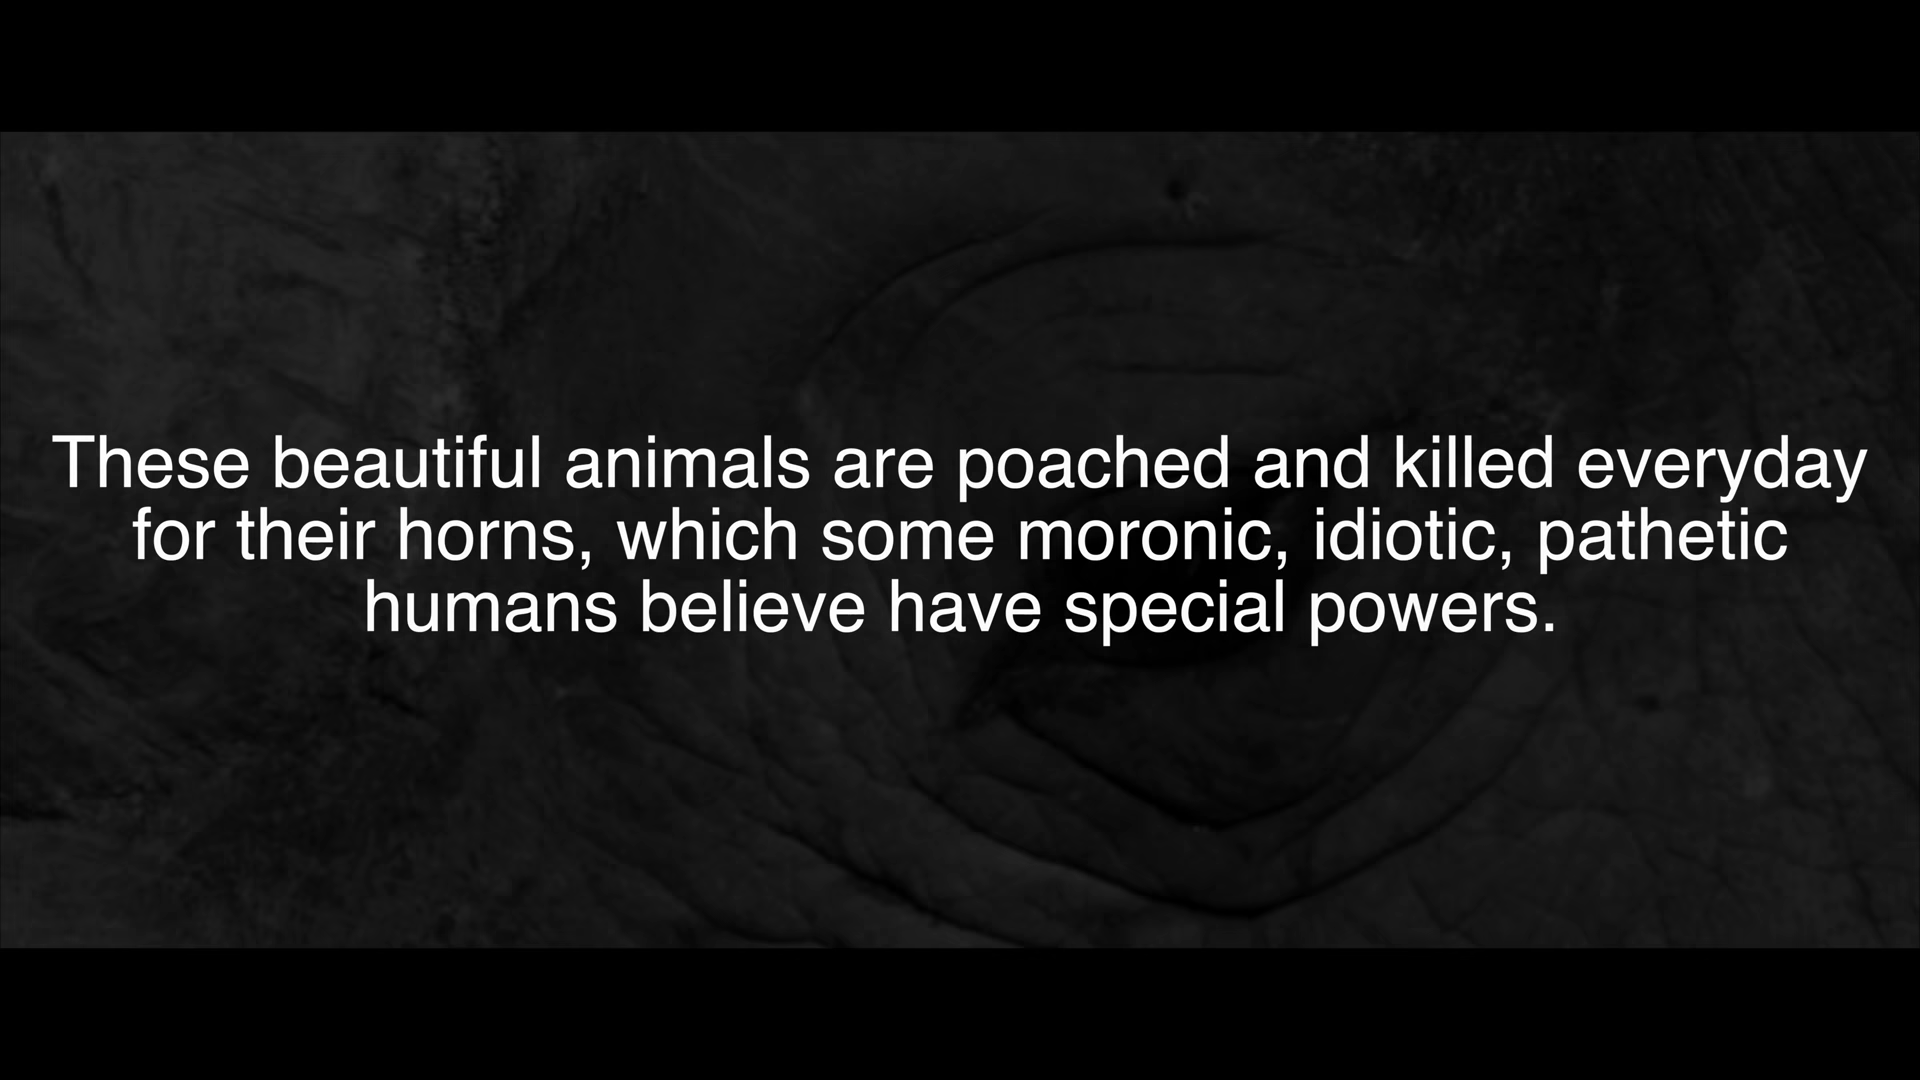 These beautiful animals are poached and killed everyday
for their horns, which some moronic, idiotic, pathetic
humans believe have special powers.